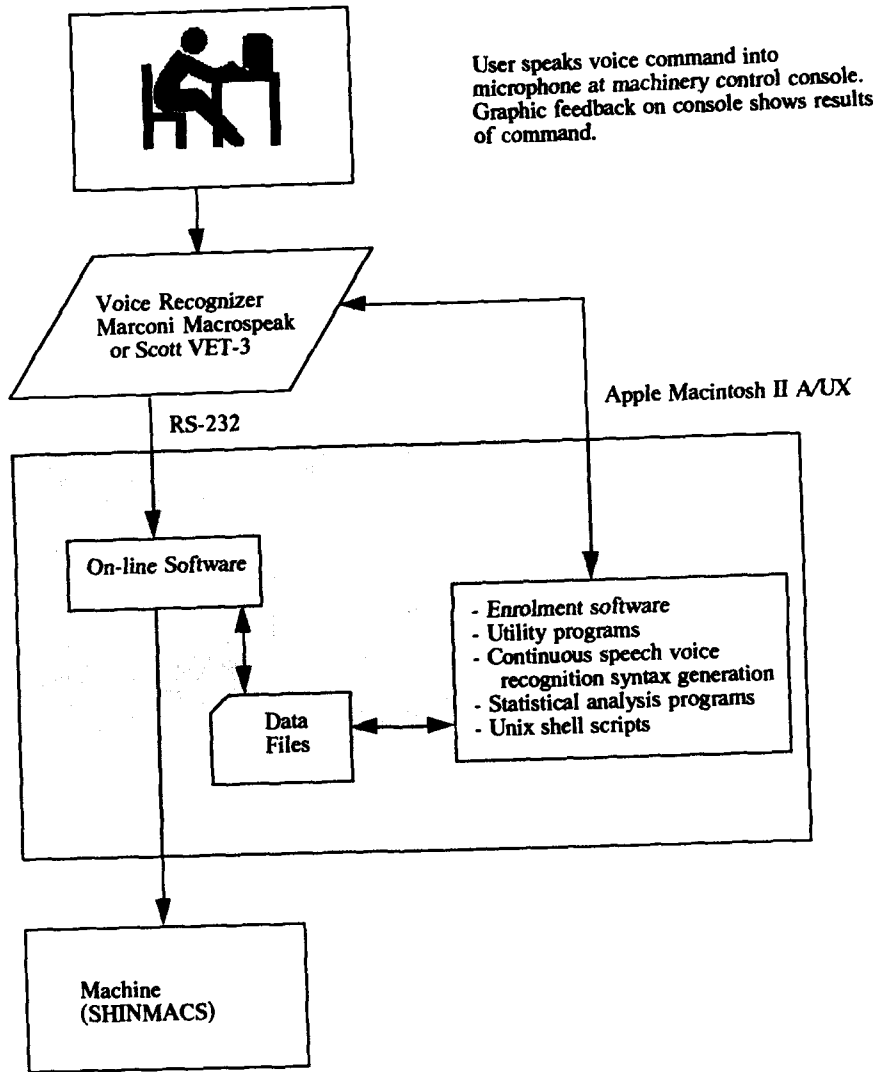 User speaks voice command into
microphone at machinery control console.
Graphic feedback on console shows results
of command.
Voice Recognizer
Marconi Macrospeak
or Scott VET-3
RS-232
Apple Macintosh II A/UX
On-line Software
- Enrolment software
- Utility programs
- Continuous speech voice
recognition syntax generation
- Statistical analysis programs
- Unix shell scripts
Data
Files
Machine
(SHINMACS)